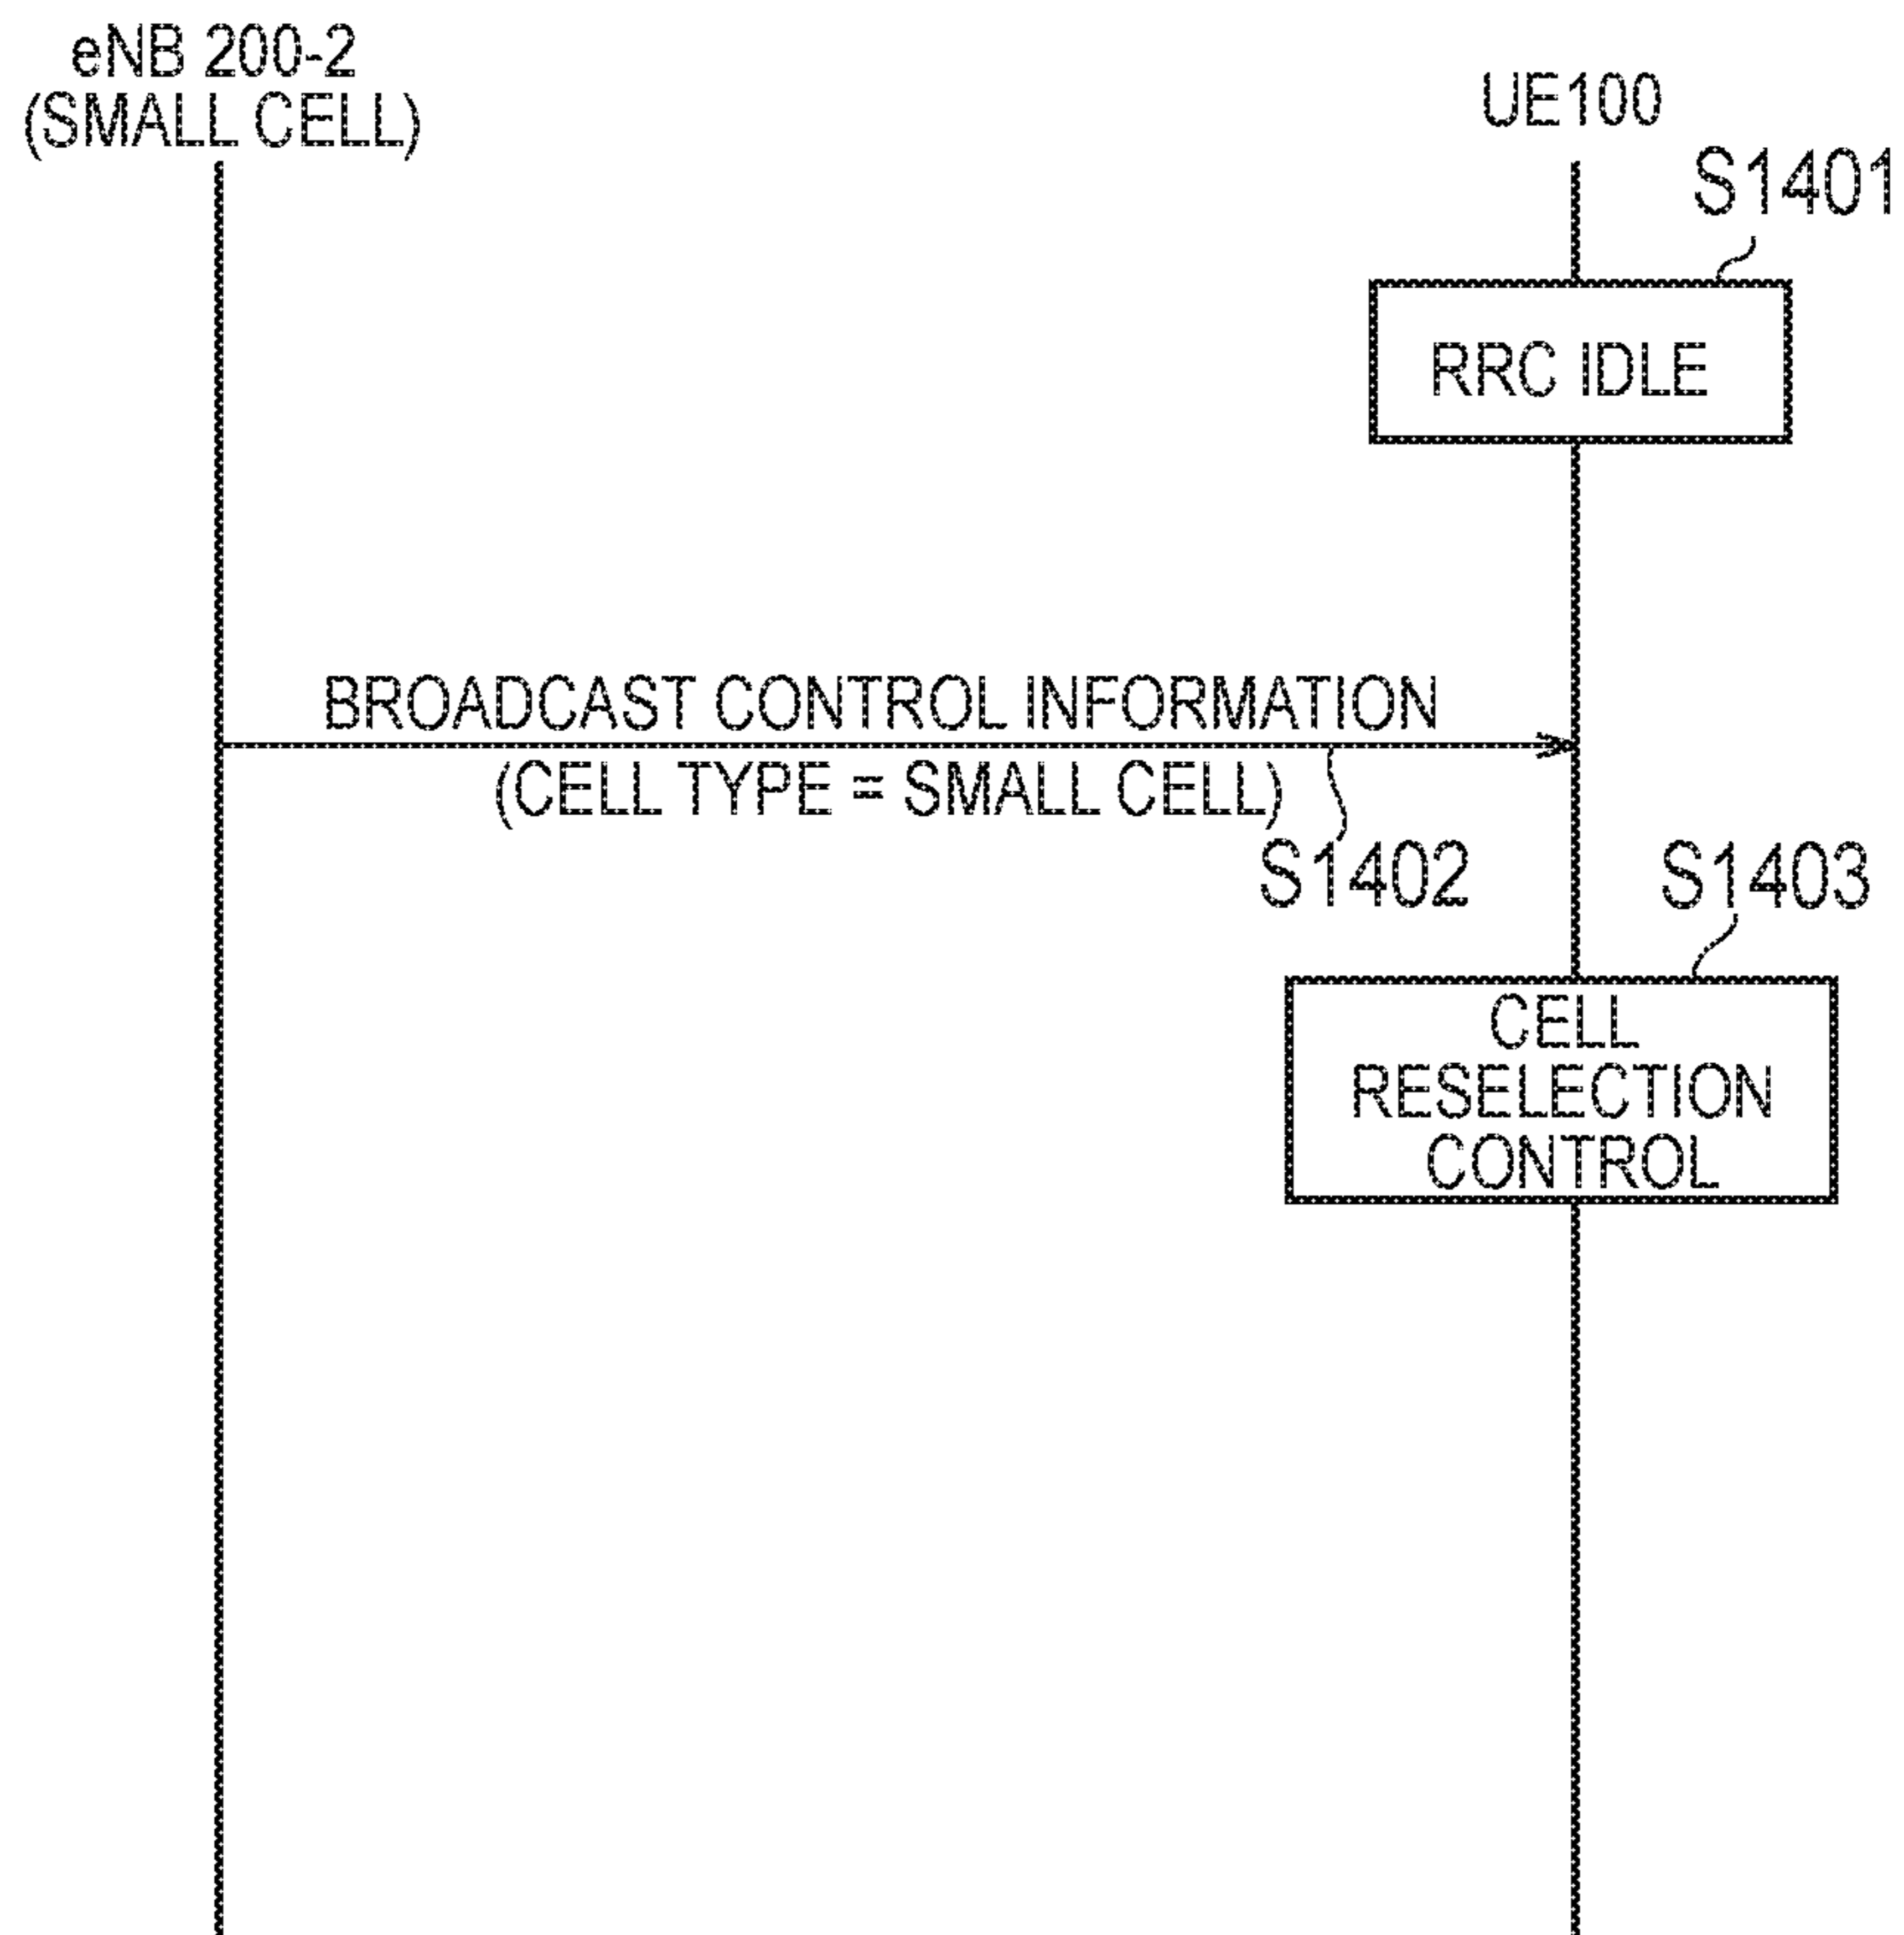 eNB 200-2
(SMALL CELL)
UE100
S1401
RRC IDLE
BROADCAST CONTROL INFORMATION
(CELL TYPE = SMALL CELL)
S1402
S1403
CELL
RESELECTION
CONTROL